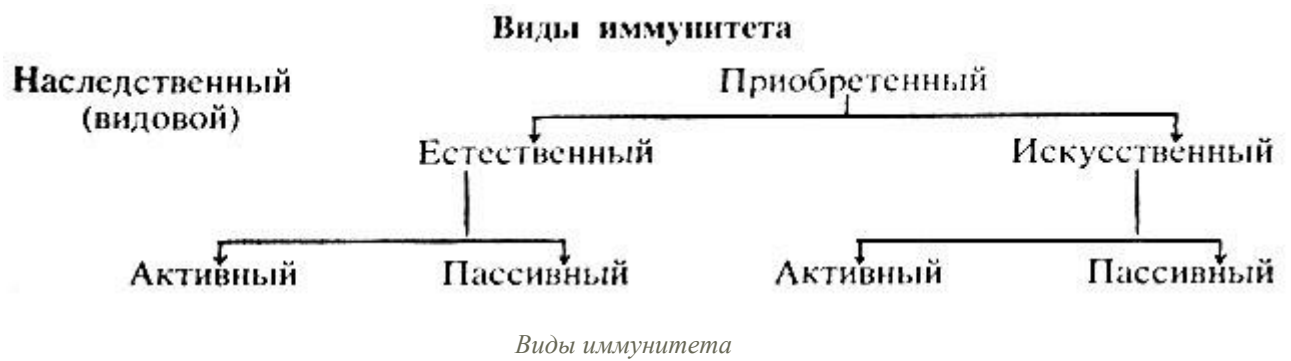 Виды иммунитета
Наследственный
(видовой)
Приобретенный
Естественный
Искусственный
Активный
Пассивный
Активный
Пассивный
Виды иммунитета